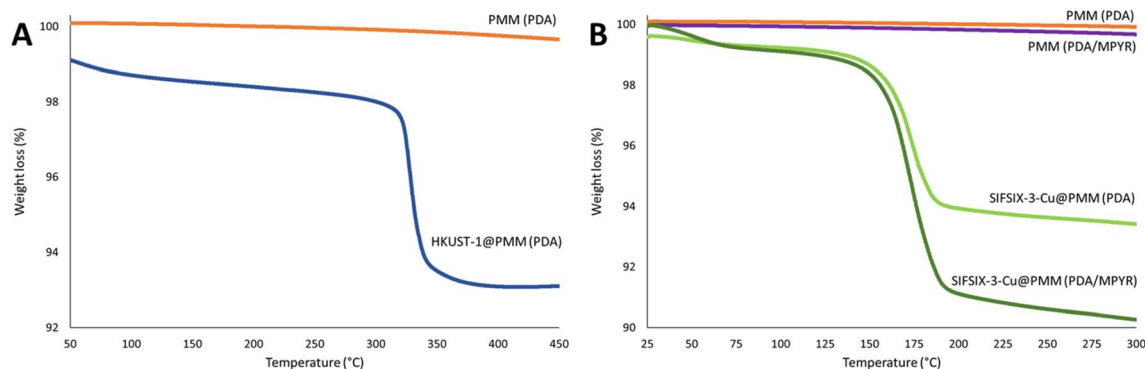 A
PMM (PDA)
HKUST-1@PMM (PDA)
Weight loss (%)
100
98
96
94
92
50
100
150
200
250
300
350
400
450
Temperature (°C)
B
PMM (PDA)
PMM (PDA/MPYR)
SIFSIX-3-Cu@PMM (PDA)
SIFSIX-3-Cu@PMM (PDA/MPYR)
Weight loss (%)
100
98
96
94
92
90
25
50
75
100
125
150
175
200
225
250
275
300
Temperature (°C)